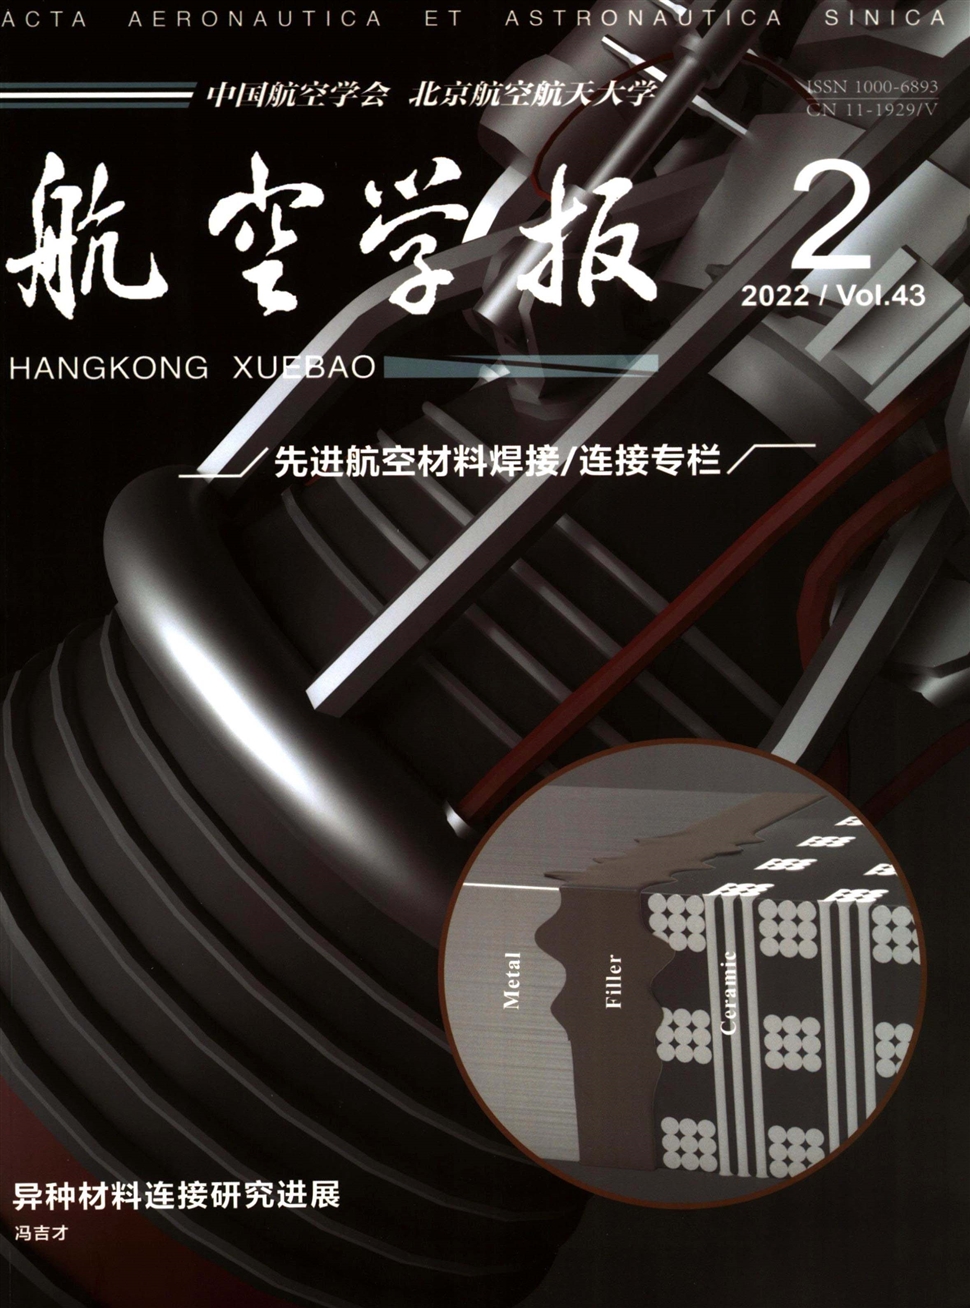 ACTA AERONAUTICA ET ASTRONAUTICA SINICA
中国航空学会 北京航空航天大学
ISSN 1000-6893
CN 11-1929/V
航空学报
2
2022 / Vol.43
HANGKONG XUEBAO
先进航空材料焊接/连接专栏
Metal
Filler
Ceramic
异种材料连接研究进展
冯吉才